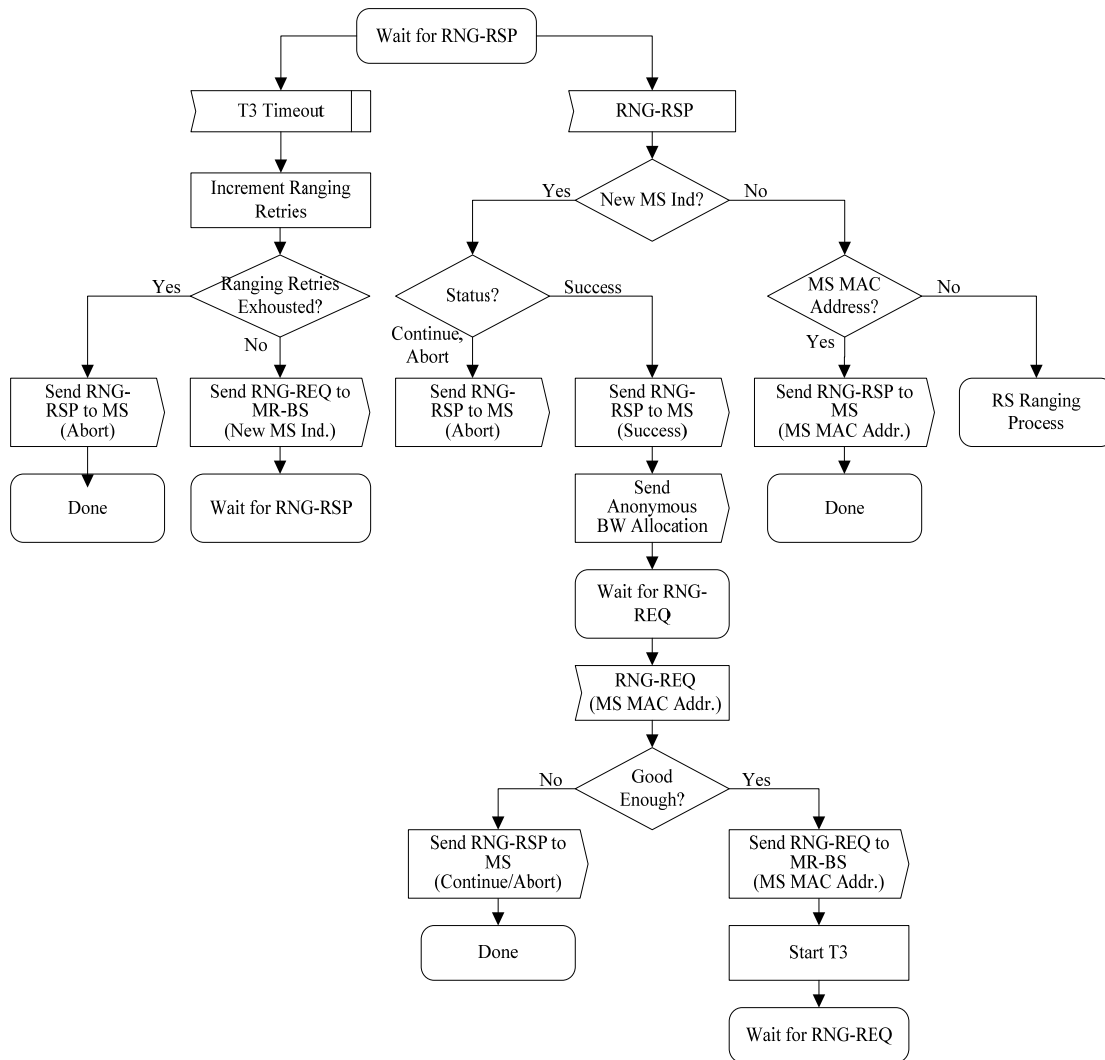 Wait for RNG-RSP
T3 Timeout
RNG-RSP
Increment Ranging
Retries
Yes
New MS Ind?
No
Yes
Ranging Retries
Exhousted?
No
Status?
Success
Continue,
Abort
MS MAC
Address?
No
Yes
Send RNG-
RSP to MS
(Abort)
Send RNG-REQ to
MR-BS
(New MS Ind.)
Send RNG-
RSP to MS
(Abort)
Send RNG-
RSP to MS
(Success)
Send RNG-RSP to
MS
(MS MAC Addr.)
RS Ranging
Process
Done
Wait for RNG-RSP
Send
Anonymous
BW Allocation
Done
Wait for RNG-
REQ
RNG-REQ
(MS MAC Addr.)
No
Good
Enough?
Yes
Send RNG-RSP to
MS
(Continue/Abort)
Send RNG-REQ to
MR-BS
(MS MAC Addr.)
Done
Start T3
Wait for RNG-REQ